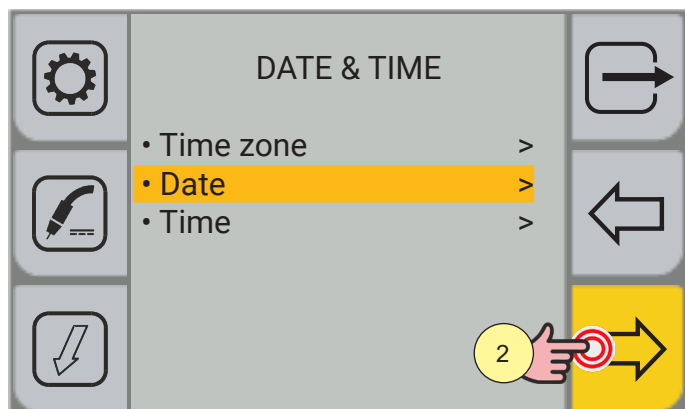 DATE & TIME
• Time zone >
• Date >
• Time >
2